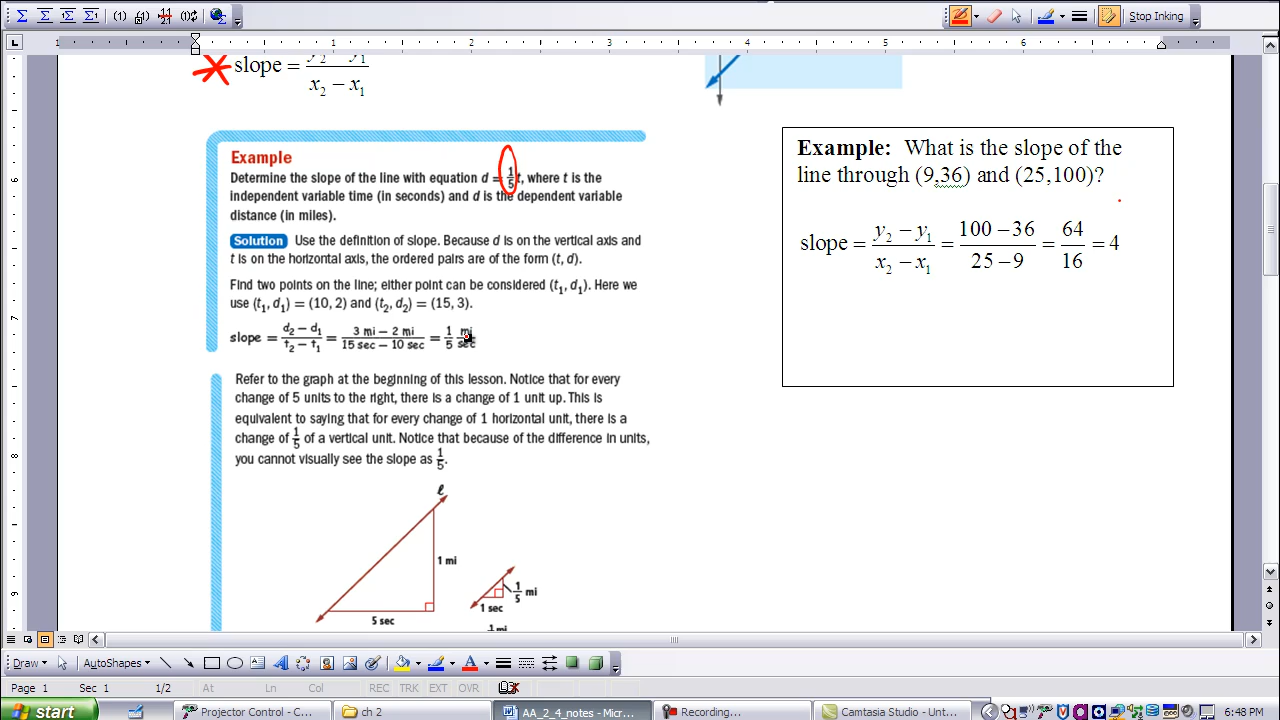 Stop Inking
1 1 2 3 4 5 6 7
slope = y₂ − y₁ / x₂ − x₁
Example
Determine the slope of the line with equation d = 1/5 t, where t is the
independent variable time (in seconds) and d is the dependent variable
distance (in miles).
Solution Use the definition of slope. Because d is on the vertical axis and
t is on the horizontal axis, the ordered pairs are of the form (t, d).
Find two points on the line; either point can be considered (t₁, d₁). Here we
use (t₁, d₁) = (10, 2) and (t₂, d₂) = (15, 3).
slope = d₂ − d₁ / t₂ − t₁ = 3 mi − 2 mi / 15 sec − 10 sec = 1/5 mi/sec
Refer to the graph at the beginning of this lesson. Notice that for every
change of 5 units to the right, there is a change of 1 unit up. This is
equivalent to saying that for every change of 1 horizontal unit, there is a
change of 1/5 of a vertical unit. Notice that because of the difference in units,
you cannot visually see the slope as 1/5.
ℓ
1 mi
5 sec
1/5 mi
1 sec
Example: What is the slope of the
line through (9,36) and (25,100)?
slope = y₂ − y₁ / x₂ − x₁ = 100 − 36 / 25 − 9 = 64/16 = 4
Draw AutoShapes
Page 1 Sec 1 1/2 At Ln Col REC TRK EXT OVR
start Projector Control - C... ch 2 AA_2_4_notes - Micr... Recording... Camtasia Studio - Unt... 6:43 PM